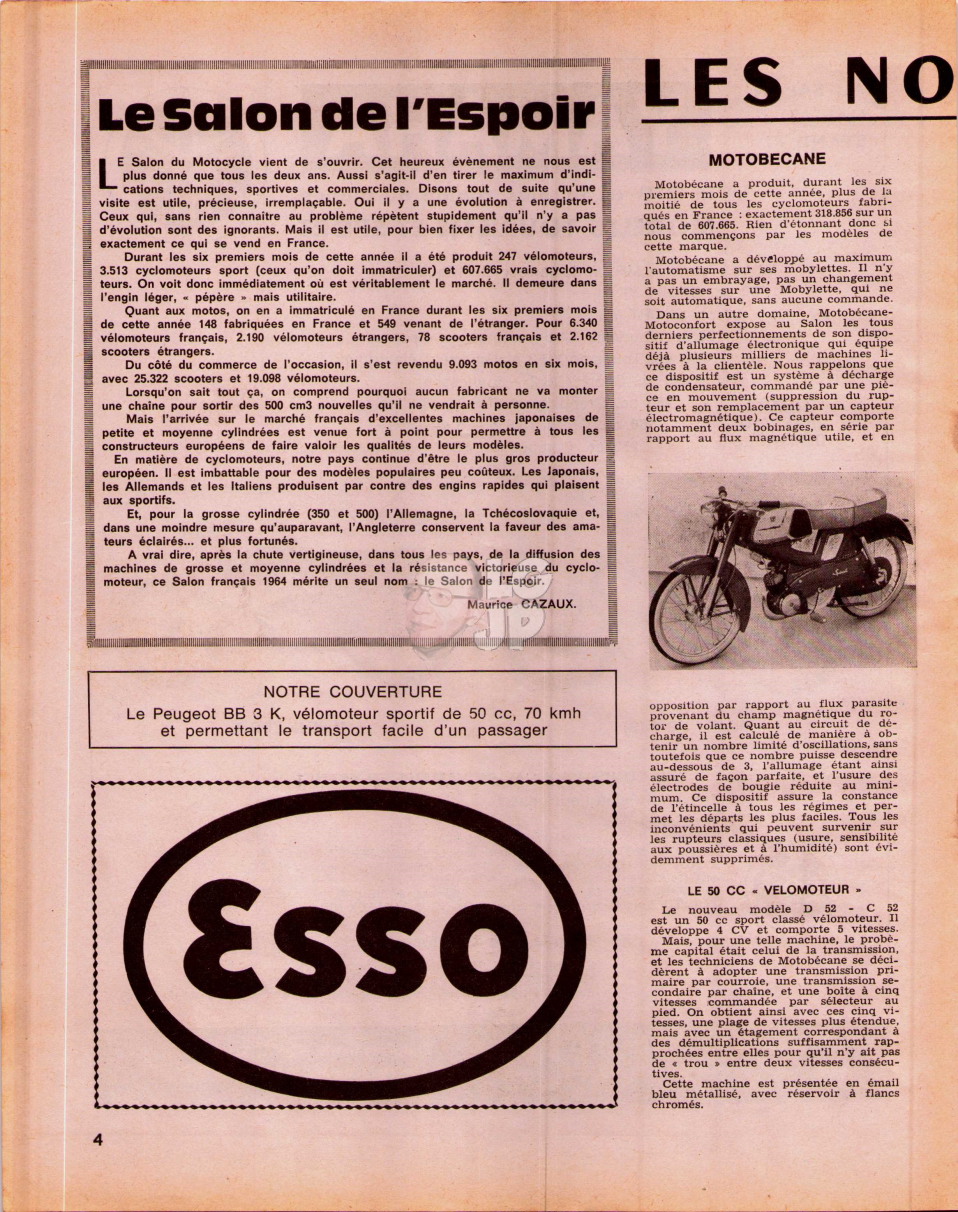 Le Salon de l'Espoir
LE Salon du Motocycle vient de s'ouvrir. Cet heureux évènement ne nous est
plus donné que tous les deux ans. Aussi s'agit-il d'en tirer le maximum d'indi-
cations techniques, sportives et commerciales. Disons tout de suite qu'une
visite est utile, précieuse, irremplaçable. Oui il y a une évolution à enregistrer.
Ceux qui, sans rien connaitre au problème répètent stupidement qu'il n'y a pas
d'évolution sont des ignorants. Mais il est utile, pour bien fixer les idées, de savoir
exactement ce qui se vend en France.
Durant les six premiers mois de cette année il a été produit 247 vélomoteurs,
3.513 cyclomoteurs sport (ceux qu'on doit immatriculer) et 607.665 vrais cyclomo-
teurs. On voit donc immédiatement où est véritablement le marché. Il demeure dans
l'engin léger, « pépère » mais utilitaire.
Quant aux motos, on en a immatriculé en France durant les six premiers mois
de cette année 148 fabriquées en France et 549 venant de l'étranger. Pour 6.340
vélomoteurs français, 2.190 vélomoteurs étrangers, 78 scooters français et 2.162
scooters étrangers.
Du côté du commerce de l'occasion, il s'est revendu 9.093 motos en six mois,
avec 25.322 scooters et 19.098 vélomoteurs.
Lorsqu'on sait tout ça, on comprend pourquoi aucun fabricant ne va monter
une chaîne pour sortir des 500 cm3 nouvelles qu'il ne vendrait à personne.
Mais l'arrivée sur le marché français d'excellentes machines japonaises de
petite et moyenne cylindrées est venue fort à point pour permettre à tous les
constructeurs européens de faire valoir les qualités de leurs modèles.
En matière de cyclomoteurs, notre pays continue d'être le plus gros producteur
européen. Il est imbattable pour des modèles populaires peu coûteux. Les Japonais,
les Allemands et les Italiens produisent par contre des engins rapides qui plaisent
aux sportifs.
Et, pour la grosse cylindrée (350 et 500) l'Allemagne, la Tchécoslovaquie et,
dans une moindre mesure qu'auparavant, l'Angleterre conservent la faveur des ama-
teurs éclairés... et plus fortunés.
A vrai dire, après la chute vertigineuse, dans tous les pays, de la diffusion des
machines de grosse et moyenne cylindrées et la résistance victorieuse du cyclo-
moteur, ce Salon français 1964 mérite un seul nom : le Salon de l'Espoir.
Maurice CAZAUX.
JP
NOTRE COUVERTURE
Le Peugeot BB 3 K, vélomoteur sportif de 50 cc, 70 kmh
et permettant le transport facile d'un passager
Esso
4
LES NO
MOTOBECANE
Motobécane a produit, durant les six
premiers mois de cette année, plus de la
moitié de tous les cyclomoteurs fabri-
qués en France : exactement 318.856 sur un
total de 607.665. Rien d'étonnant donc si
nous commençons par les modèles de
cette marque.
Motobécane a développé au maximum
l'automatisme sur ses mobylettes. Il n'y
a pas un embrayage, pas un changement
de vitesses sur une Mobylette, qui ne
soit automatique, sans aucune commande.
Dans un autre domaine, Motobécane-
Motoconfort expose au Salon les tous
derniers perfectionnements de son dispo-
sitif d'allumage électronique qui équipe
déjà plusieurs milliers de machines li-
vrées à la clientèle. Nous rappelons que
ce dispositif est un système à décharge
de condensateur, commandé par une piè-
ce en mouvement (suppression du rup-
teur et son remplacement par un capteur
électromagnétique). Ce capteur comporte
notamment deux bobinages, en série par
rapport au flux magnétique utile, et en
opposition par rapport au flux parasite
provenant du champ magnétique du ro-
tor de volant. Quant au circuit de dé-
charge, il est calculé de manière à ob-
tenir un nombre limité d'oscillations, sans
toutefois que ce nombre puisse descendre
au-dessous de 3, l'allumage étant ainsi
assuré de façon parfaite, et l'usure des
électrodes de bougie réduite au mini-
mum. Ce dispositif assure la constance
de l'étincelle à tous les régimes et per-
met les départs les plus faciles. Tous les
inconvénients qui peuvent survenir sur
les rupteurs classiques (usure, sensibilité
aux poussières et à l'humidité) sont évi-
demment supprimés.
LE 50 CC « VELOMOTEUR »
Le nouveau modèle D 52 - C 52
est un 50 cc sport classé vélomoteur. Il
développe 4 CV et comporte 5 vitesses.
Mais, pour une telle machine, le probè-
me capital était celui de la transmission,
et les techniciens de Motobécane se déci-
dèrent à adopter une transmission pri-
maire par courroie, une transmission se-
condaire par chaîne, et une boîte à cinq
vitesses commandée par sélecteur au
pied. On obtient ainsi avec ces cinq vi-
tesses, une plage de vitesses plus étendue,
mais avec un étagement correspondant à
des démultiplications suffisamment rap-
prochées entre elles pour qu'il n'y ait pas
de « trou » entre deux vitesses consécu-
tives.
Cette machine est présentée en émail
bleu métallisé, avec réservoir à flancs
chromés.